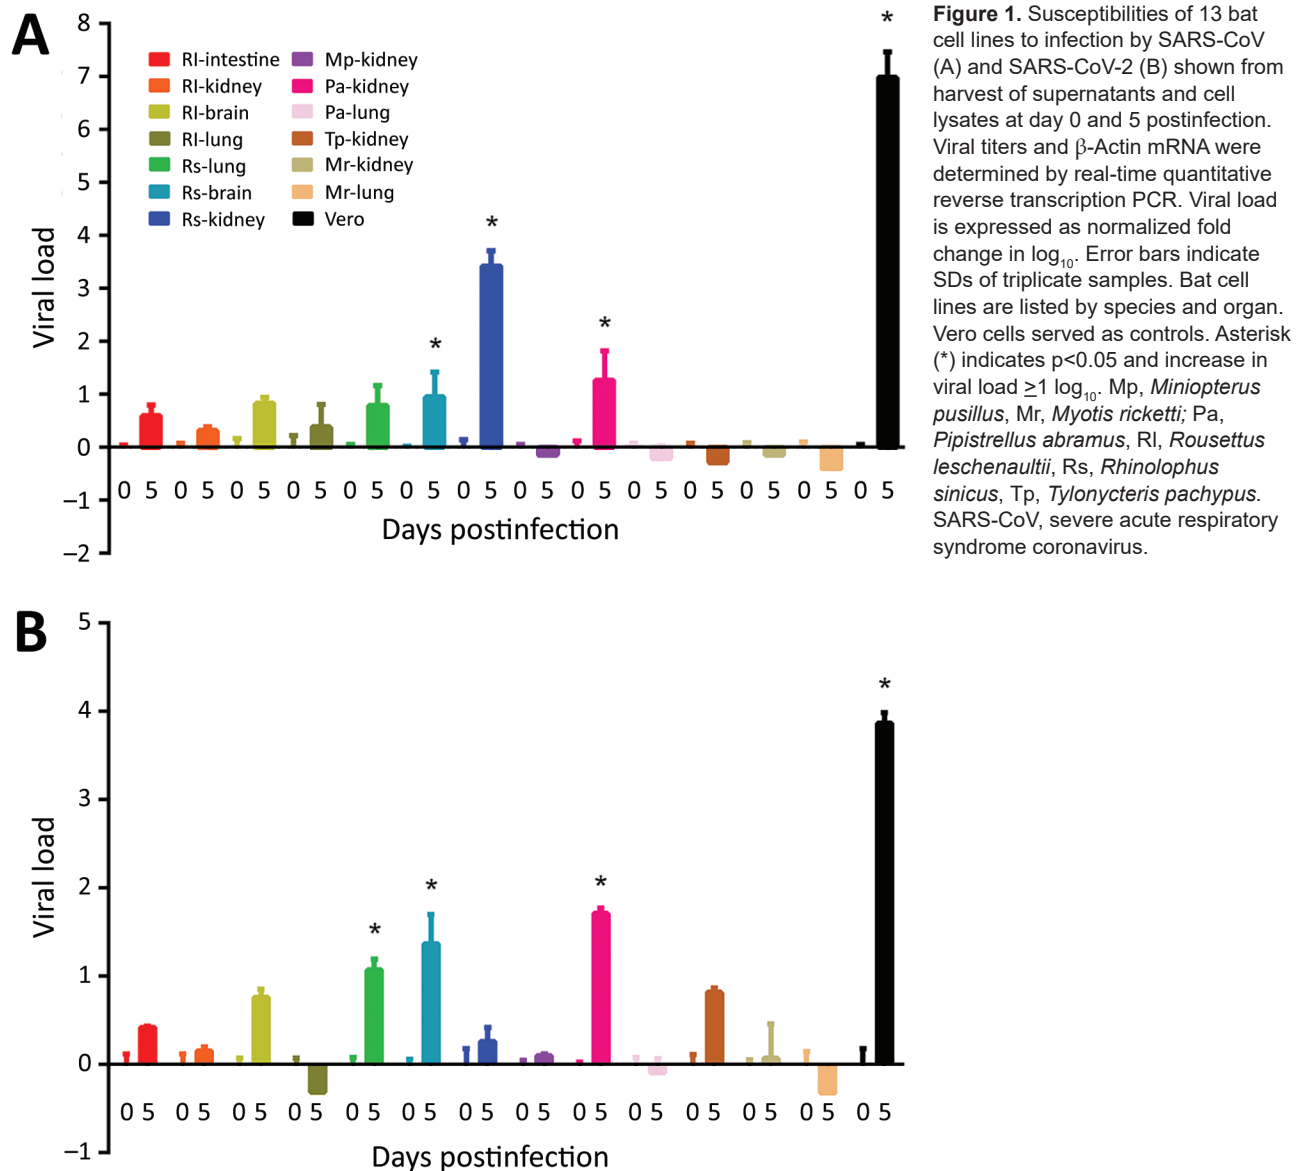 A
8
7
6
5
4
3
2
1
0
−1
−2
Viral load
Rl-intestine
Rl-kidney
Rl-brain
Rl-lung
Rs-lung
Rs-brain
Rs-kidney
Mp-kidney
Pa-kidney
Pa-lung
Tp-kidney
Mr-kidney
Mr-lung
Vero
* * * *
0 5 0 5 0 5 0 5 0 5 0 5 0 5 0 5 0 5 0 5 0 5 0 5 0 5 0 5
Days postinfection
Figure 1. Susceptibilities of 13 bat
cell lines to infection by SARS-CoV
(A) and SARS-CoV-2 (B) shown from
harvest of supernatants and cell
lysates at day 0 and 5 postinfection.
Viral titers and β-Actin mRNA were
determined by real-time quantitative
reverse transcription PCR. Viral load
is expressed as normalized fold
change in log10. Error bars indicate
SDs of triplicate samples. Bat cell
lines are listed by species and organ.
Vero cells served as controls. Asterisk
(*) indicates p<0.05 and increase in
viral load ≥1 log10. Mp, Miniopterus
pusillus, Mr, Myotis ricketti; Pa,
Pipistrellus abramus, Rl, Rousettus
leschenaultii, Rs, Rhinolophus
sinicus, Tp, Tylonycteris pachypus.
SARS-CoV, severe acute respiratory
syndrome coronavirus.
B
5
4
3
2
1
0
−1
Viral load
* * * *
0 5 0 5 0 5 0 5 0 5 0 5 0 5 0 5 0 5 0 5 0 5 0 5 0 5 0 5
Days postinfection